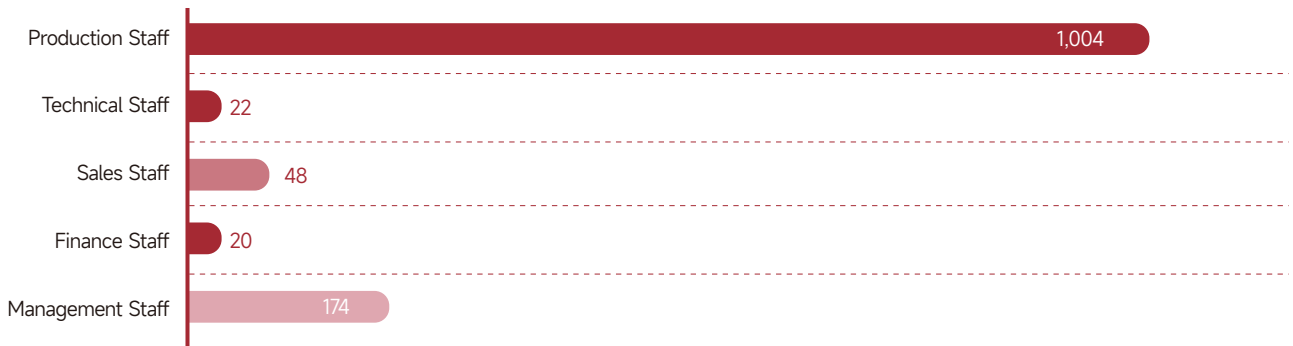 Production Staff 1,004
Technical Staff 22
Sales Staff 48
Finance Staff 20
Management Staff 174